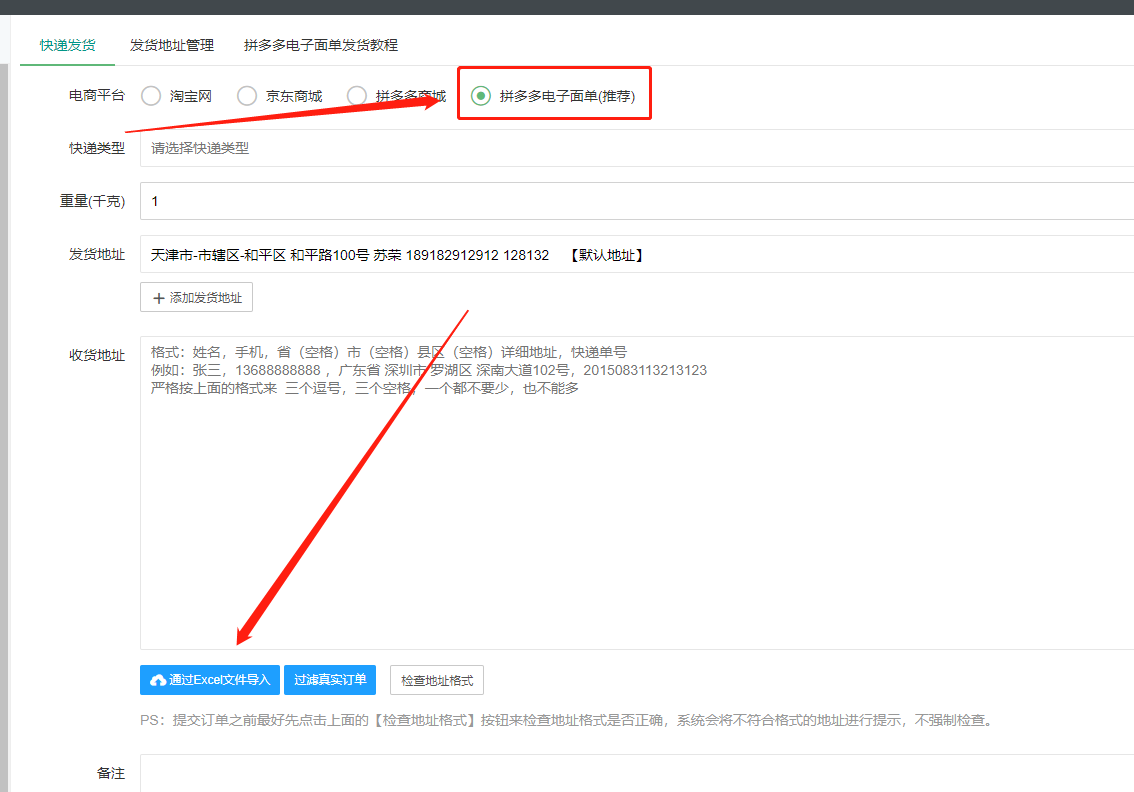 快递发货 发货地址管理 拼多多电子面单发货教程
电商平台 淘宝网 京东商城 拼多多商城 拼多多电子面单(推荐)
快递类型 请选择快递类型
重量(千克) 1
发货地址 天津市-市辖区-和平区 和平路100号 苏荣 189182912912 128132 【默认地址】
添加发货地址
收货地址 格式：姓名，手机，省（空格）市（空格）县区（空格）详细地址，快递单号
例如：张三，13688888888 ，广东省 深圳市 罗湖区 深南大道102号，2015083113213123
严格按上面的格式来 三个逗号，三个空格，一个都不要少，也不能多
通过Excel文件导入 过滤真实订单 检查地址格式
PS：提交订单之前最好先点击上面的【检查地址格式】按钮来检查地址格式是否正确，系统会将不符合格式的地址进行提示，不强制检查。
备注